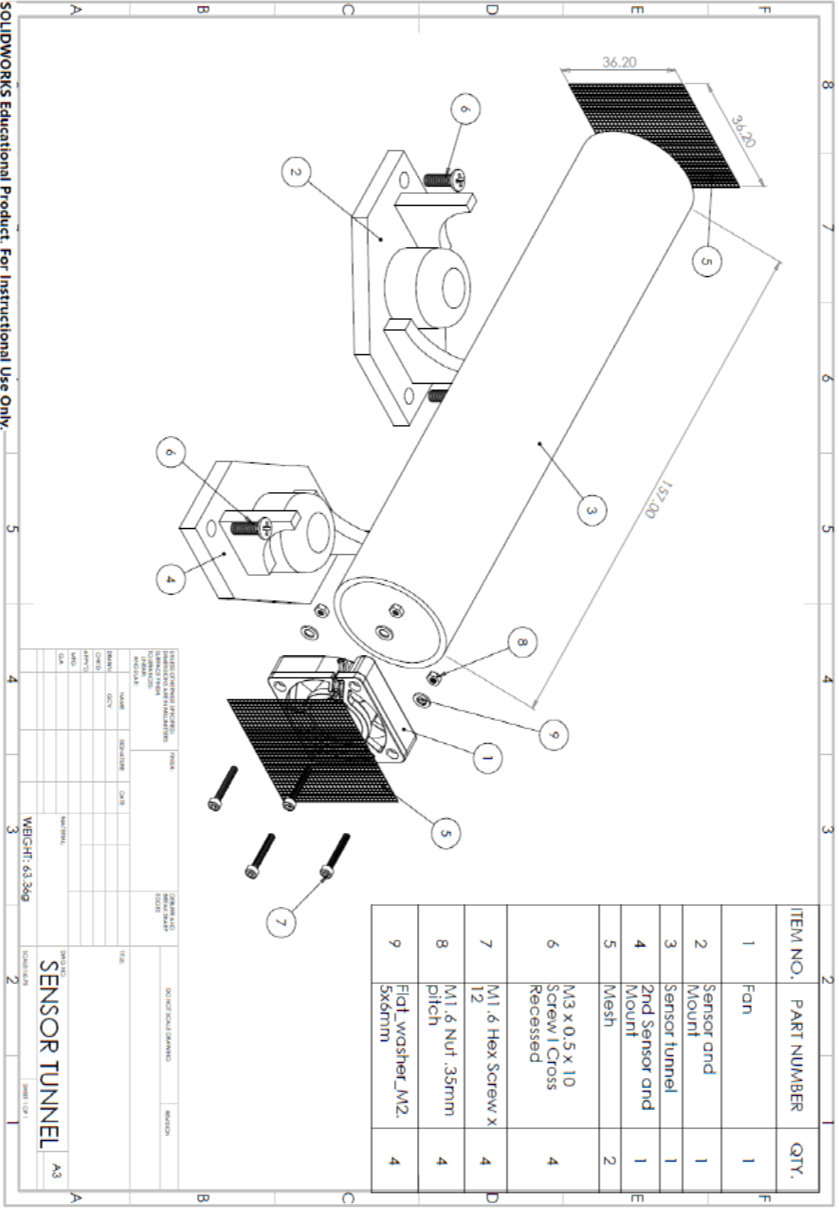 8
7
6
5
4
3
2
1
F
E
D
C
B
A
F
E
D
C
B
A
36.20
36.20
157.00
5
6
2
3
6
4
8
9
1
5
7
ITEM NO. PART NUMBER QTY.
1 Fan 1
2 Sensor and
Mount 1
3 Sensor tunnel 1
4 2nd Sensor and
Mount 1
5 Mesh 2
6 M3 x 0.5 x 10
Screw I Cross
Recessed 4
7 M1.6 Hex Screw x
12 4
8 M1.6 Nut .35mm
pitch 4
9 Flat_washer_M2.
5x6mm 4
UNLESS OTHERWISE SPECIFIED:
DIMENSIONS ARE IN MILLIMETERS
SURFACE FINISH:
TOLERANCES:
LINEAR:
ANGULAR:
FINISH:
DEBURR AND
BREAK SHARP
EDGES
DO NOT SCALE DRAWING
REVISION
NAME
SIGNATURE
DATE
TITLE:
DRAWN
CHK'D
APPV'D
MFG
Q.A
MATERIAL:
DWG NO.
SENSOR TUNNEL
A3
WEIGHT: 63.36g
SHEET 1 OF 1
SOLIDWORKS Educational Product. For Instructional Use Only.